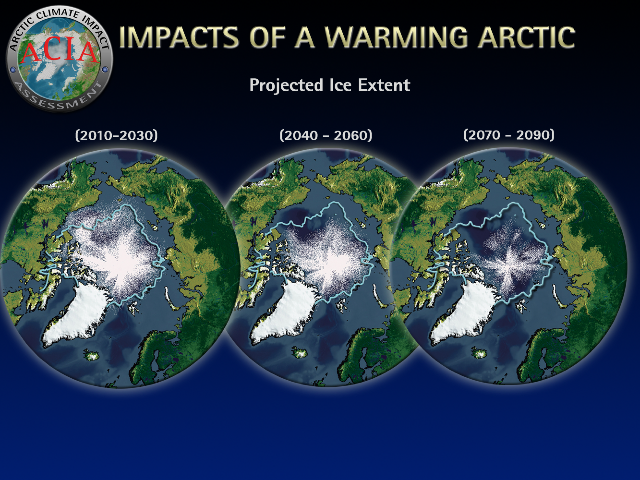 ARCTIC CLIMATE IMPACT
ACIA
ASSESSMENT
IMPACTS OF A WARMING ARCTIC
Projected Ice Extent
(2010-2030)
(2040 - 2060)
(2070 - 2090)